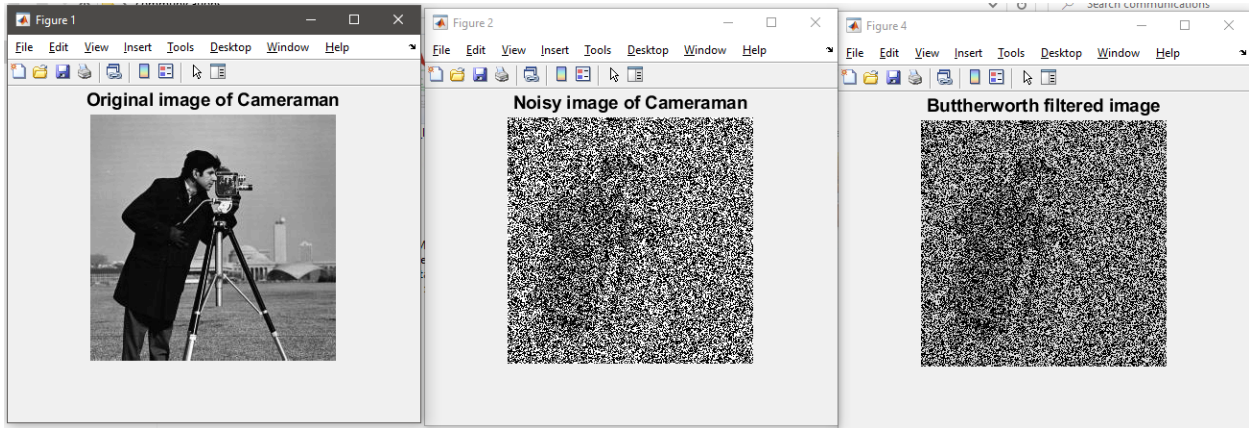 Communications
Search communications
Figure 1
File Edit View Insert Tools Desktop Window Help
Original image of Cameraman
Figure 2
File Edit View Insert Tools Desktop Window Help
Noisy image of Cameraman
Figure 4
File Edit View Insert Tools Desktop Window Help
Buttherworth filtered image